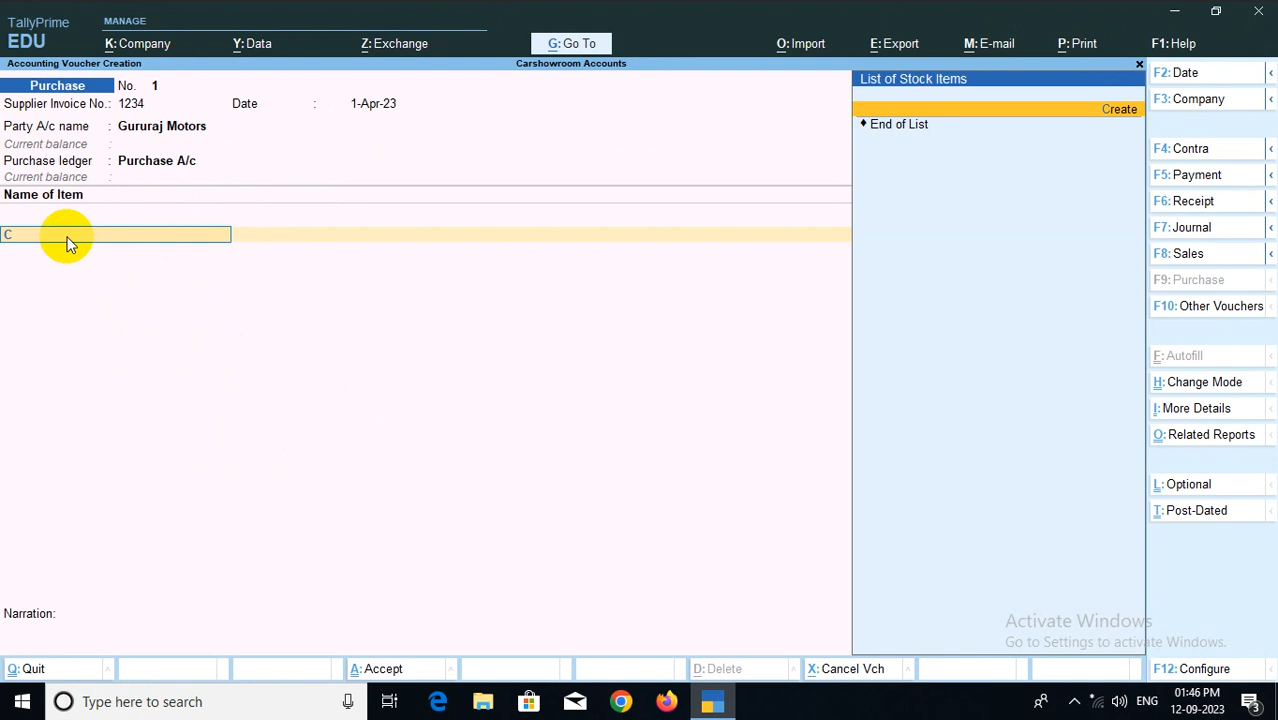 TallyPrime
EDU
MANAGE
K: Company
Y: Data
Z: Exchange
G: Go To
O: Import
E: Export
M: E-mail
P: Print
F1: Help
Accounting Voucher Creation
Carshowroom Accounts
Purchase No. 1
Supplier Invoice No.: 1234 Date : 1-Apr-23
Party A/c name : Gururaj Motors
Current balance :
Purchase ledger : Purchase A/c
Current balance :
Name of Item
C
List of Stock Items
Create
♦ End of List
F2: Date
F3: Company
F4: Contra
F5: Payment
F6: Receipt
F7: Journal
F8: Sales
F9: Purchase
F10: Other Vouchers
F: Autofill
H: Change Mode
I: More Details
O: Related Reports
L: Optional
T: Post-Dated
Narration:
Activate Windows
Go to Settings to activate Windows.
Q: Quit
A: Accept
D: Delete
X: Cancel Vch
F12: Configure
Type here to search
ENG
01:46 PM
12-09-2023
3